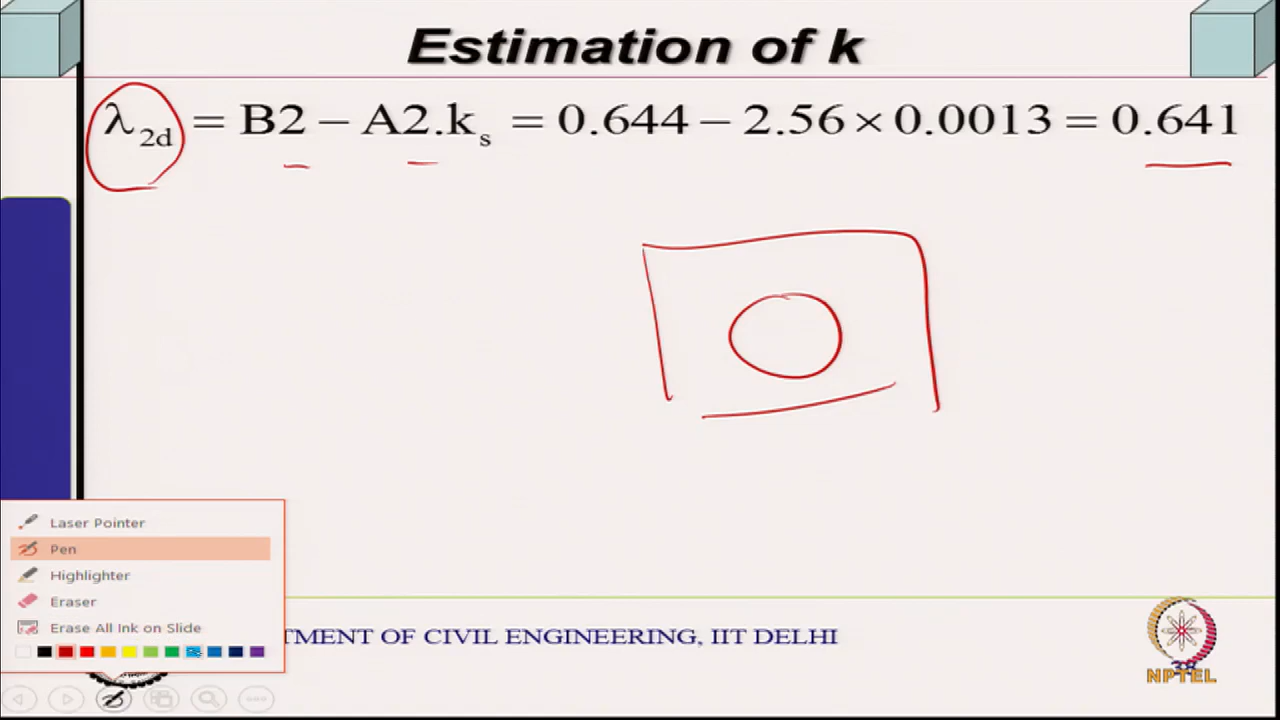 Estimation of k
λ2d = B2 − A2.ks = 0.644 − 2.56 × 0.0013 = 0.641
Laser Pointer
Pen
Highlighter
Eraser
Erase All Ink on Slide
TMENT OF CIVIL ENGINEERING, IIT DELHI
NPTEL